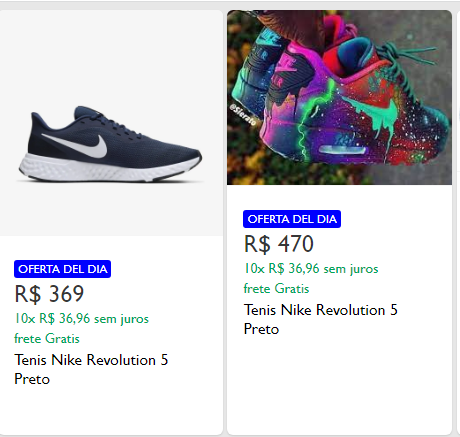 @Sierato
OFERTA DEL DIA
R$ 369
10x R$ 36,96 sem juros
frete Gratis
Tenis Nike Revolution 5
Preto
OFERTA DEL DIA
R$ 470
10x R$ 36,96 sem juros
frete Gratis
Tenis Nike Revolution 5
Preto